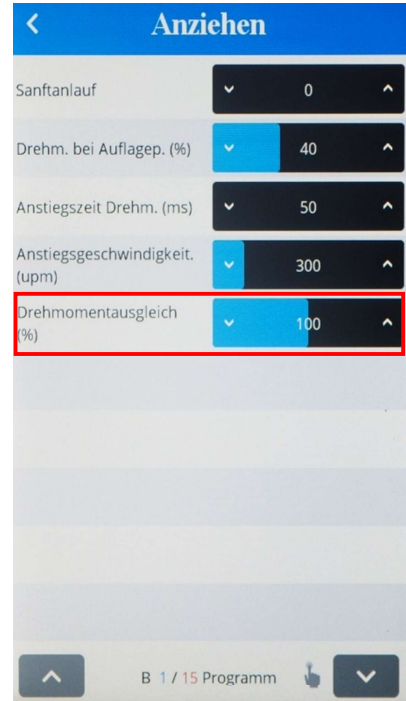 Anziehen
Sanftanlauf
0
Drehm. bei Auflagep. (%)
40
Anstiegszeit Drehm. (ms)
50
Anstiegsgeschwindigkeit.
(upm)
300
Drehmomentausgleich
(%)
100
B 1 / 15 Programm